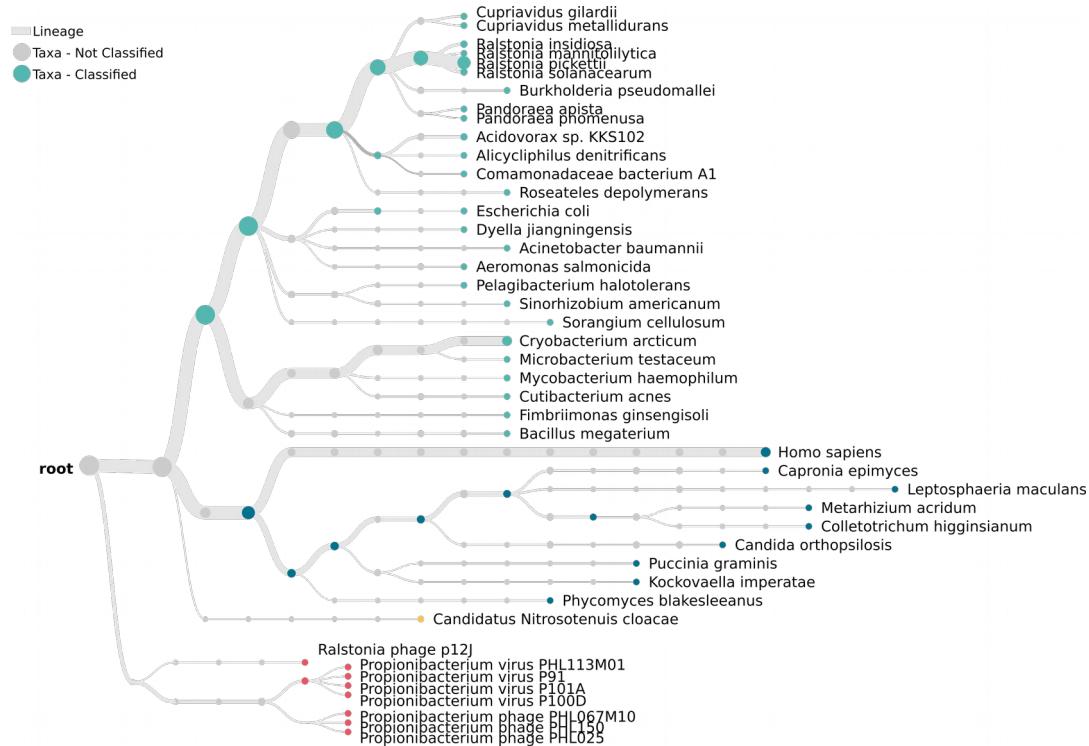 Lineage
Taxa - Not Classified
Taxa - Classified
Cupriavidus gilardii
Cupriavidus metallidurans
Ralstonia insidiosa
Ralstonia mannitolilytica
Ralstonia pickettii
Ralstonia solanacearum
Burkholderia pseudomallei
Pandoraea apista
Pandoraea phomenusa
Acidovorax sp. KKS102
Alicycliphilus denitrificans
Comamonadaceae bacterium A1
Roseateles depolymerans
Escherichia coli
Dyella jiangningensis
Acinetobacter baumannii
Aeromonas salmonicida
Pelagibacterium halotolerans
Sinorhizobium americanum
Sorangium cellulosum
Cryobacterium arcticum
Microbacterium testaceum
Mycobacterium haemophilum
Cutibacterium acnes
Fimbriimonas ginsengisoli
Bacillus megaterium
root
Homo sapiens
Capronia epimyces
Leptosphaeria maculans
Metarhizium acridum
Colletotrichum higginsianum
Candida orthopsilosis
Puccinia graminis
Kockovaella imperatae
Phycomyces blakesleeanus
Candidatus Nitrosotenuis cloacae
Ralstonia phage p12J
Propionibacterium virus PHL113M01
Propionibacterium virus P91
Propionibacterium virus P101A
Propionibacterium virus P100D
Propionibacterium phage PHL067M10
Propionibacterium phage PHL150
Propionibacterium phage PHL025